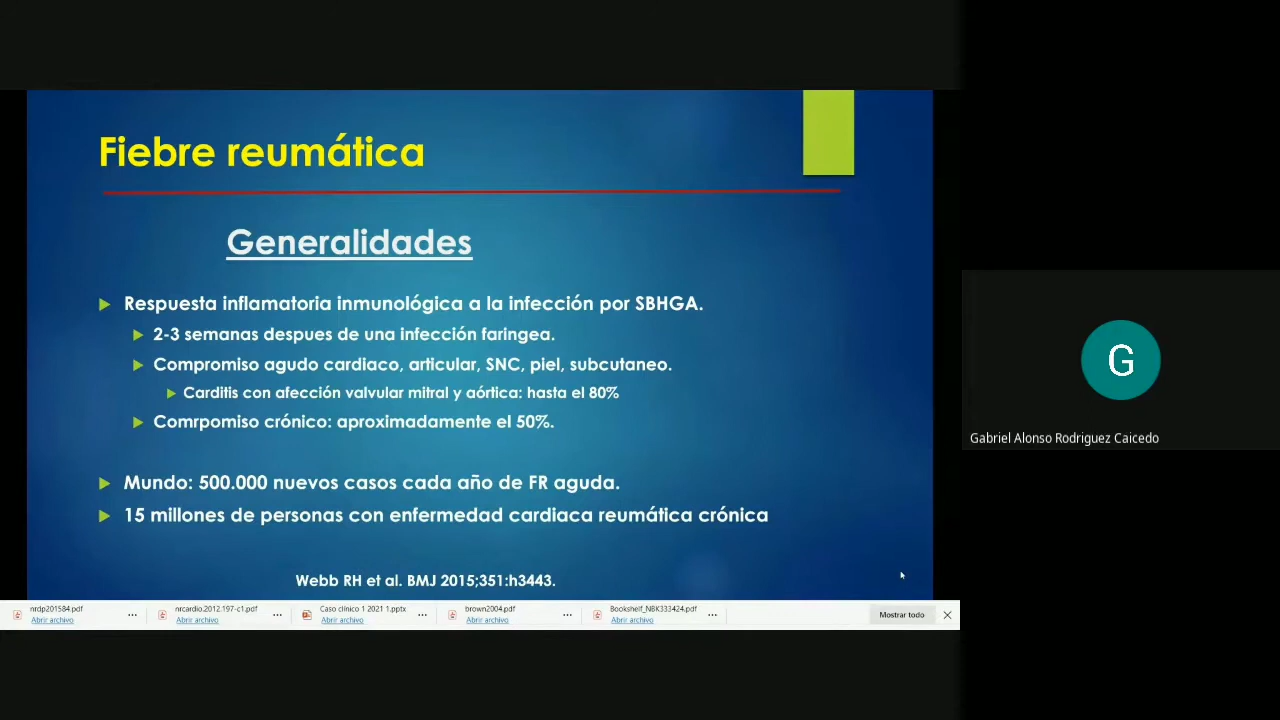 Fiebre reumática
Generalidades
Respuesta inflamatoria inmunológica a la infección por SBHGA.
2-3 semanas despues de una infección faringea.
Compromiso agudo cardiaco, articular, SNC, piel, subcutaneo.
Carditis con afección valvular mitral y aórtica: hasta el 80%
Comrpomiso crónico: aproximadamente el 50%.
Mundo: 500.000 nuevos casos cada año de FR aguda.
15 millones de personas con enfermedad cardiaca reumática crónica
Webb RH et al. BMJ 2015;351:h3443.
G
Gabriel Alonso Rodriguez Caicedo
nrdp201584.pdf
Abrir archivo
nrcardio.2012.197-c1.pdf
Abrir archivo
Caso clínico 1 2021 1.pptx
Abrir archivo
brown2004.pdf
Abrir archivo
Bookshelf_NBK333424.pdf
Abrir archivo
Mostrar todo